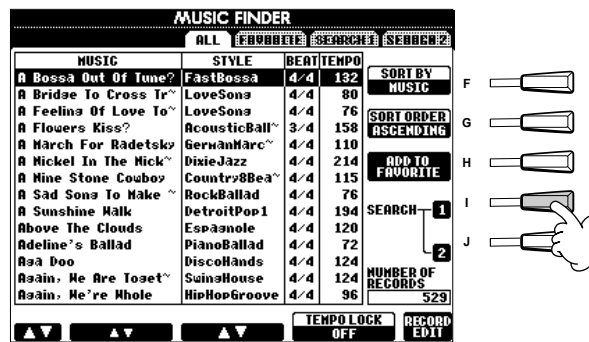 MUSIC FINDER
ALL FAVORITE SEARCH 1 SEARCH 2
MUSIC STYLE BEAT TEMPO
A Bossa Out Of Tune? FastBossa 4/4 132
A Bridge To Cross Tr~ LoveSong 4/4 80
A Feeling Of Love To~ LoveSong 4/4 76
A Flowers Kiss? AcousticBall~ 3/4 158
A March For Radetsky GermanMarc~ 4/4 110
A Nickel In The Nick~ DixieJazz 4/4 214
A Nine Stone Cowboy Country8Bea~ 4/4 115
A Sad Song To Make ~ RockBallad 4/4 76
A Sunshine Walk DetroitPop1 4/4 194
Above The Clouds Espagnole 4/4 120
Adeline's Ballad PianoBallad 4/4 72
Aga Doo DiscoHands 4/4 124
Again, We Are Toget~ SwingHouse 4/4 124
Again, We're Whole HipHopGroove 4/4 96
SORT BY
MUSIC
SORT ORDER
ASCENDING
ADD TO
FAVORITE
SEARCH 1
2
NUMBER OF
RECORDS
529
▲▼ ▲▼ ▲▼
TEMPO LOCK
OFF
RECORD
EDIT
F
G
H
I
J